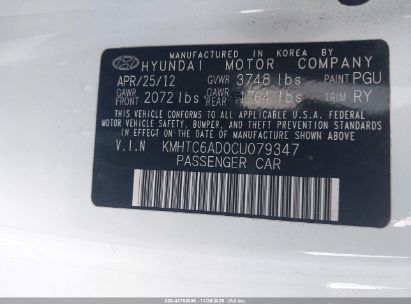 MANUFACTURED IN KOREA BY
HYUNDAI MOTOR COMPANY
APR/25/12 GVWR 3748 lbs PAINT PGU
GAWR FRONT 2072 lbs GAWR REAR 1764 lbs TRIM RY
THIS VEHICLE CONFORMS TO ALL APPLICABLE U.S.A. FEDERAL
MOTOR VEHICLE SAFETY, BUMPER, AND THEFT PREVENTION
STANDARDS IN EFFECT ON THE DATE OF MANUFACTURE
SHOWN ABOVE.
V.I.N KMHTC6AD0CU079347
PASSENGER CAR